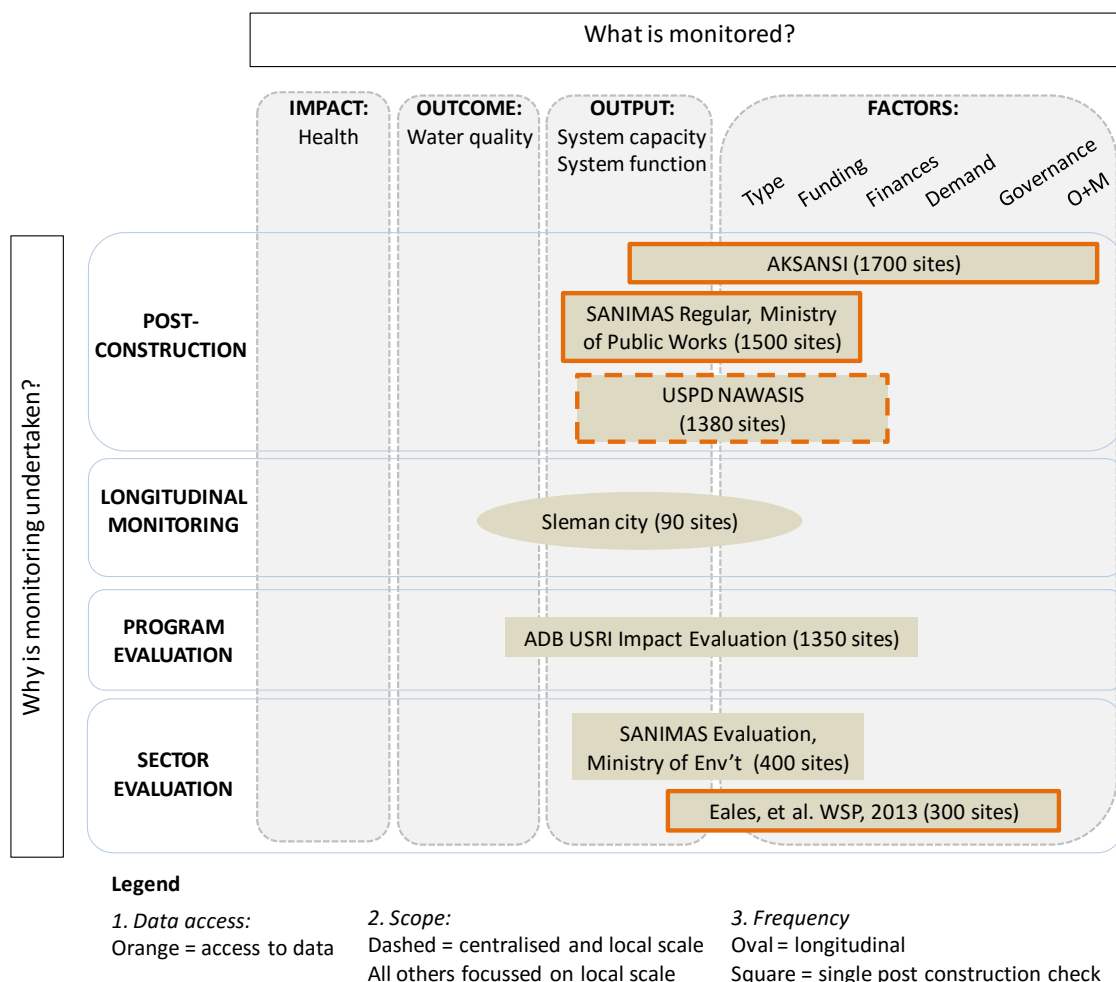 What is monitored?
IMPACT:
Health
OUTCOME:
Water quality
OUTPUT:
System capacity
System function
FACTORS:
Type
Funding
Finances
Demand
Governance
O+M
Why is monitoring undertaken?
POST-
CONSTRUCTION
AKSANSI (1700 sites)
SANIMAS Regular, Ministry
of Public Works (1500 sites)
USPD NAWASIS
(1380 sites)
LONGITUDINAL
MONITORING
Sleman city (90 sites)
PROGRAM
EVALUATION
ADB USRI Impact Evaluation (1350 sites)
SECTOR
EVALUATION
SANIMAS Evaluation,
Ministry of Env’t (400 sites)
Eales, et al. WSP, 2013 (300 sites)
Legend
1. Data access:
Orange = access to data
2. Scope:
Dashed = centralised and local scale
All others focussed on local scale
3. Frequency
Oval = longitudinal
Square = single post construction check